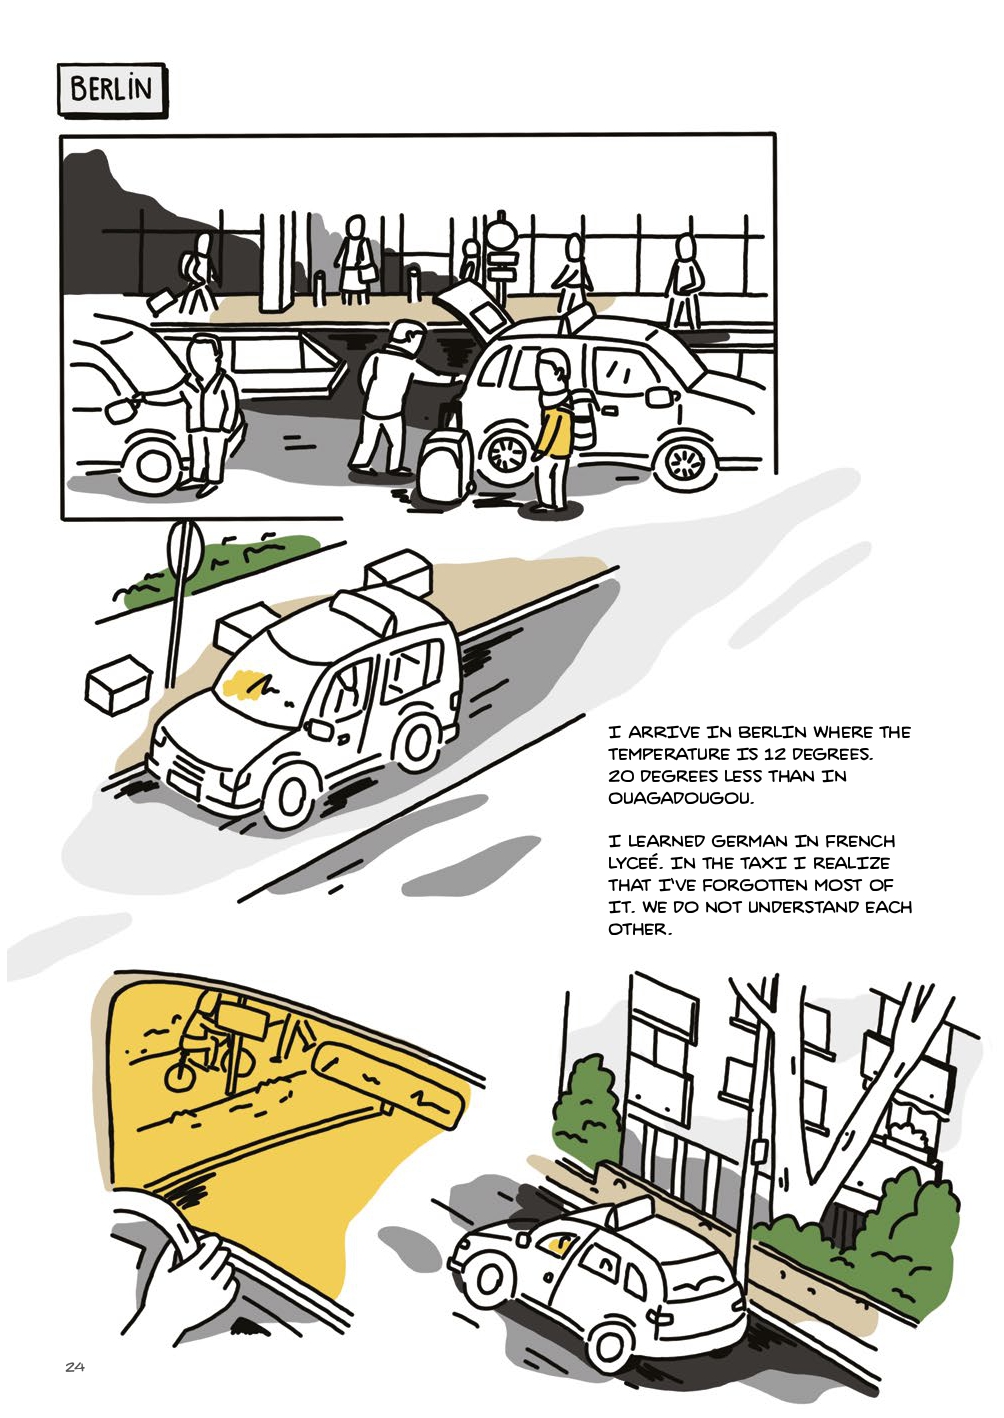 BERLIN
I ARRIVE IN BERLIN WHERE THE
TEMPERATURE IS 12 DEGREES.
20 DEGREES LESS THAN IN
OUAGADOUGOU.
I LEARNED GERMAN IN FRENCH
LYCEÉ. IN THE TAXI I REALIZE
THAT I'VE FORGOTTEN MOST OF
IT. WE DO NOT UNDERSTAND EACH
OTHER.
24